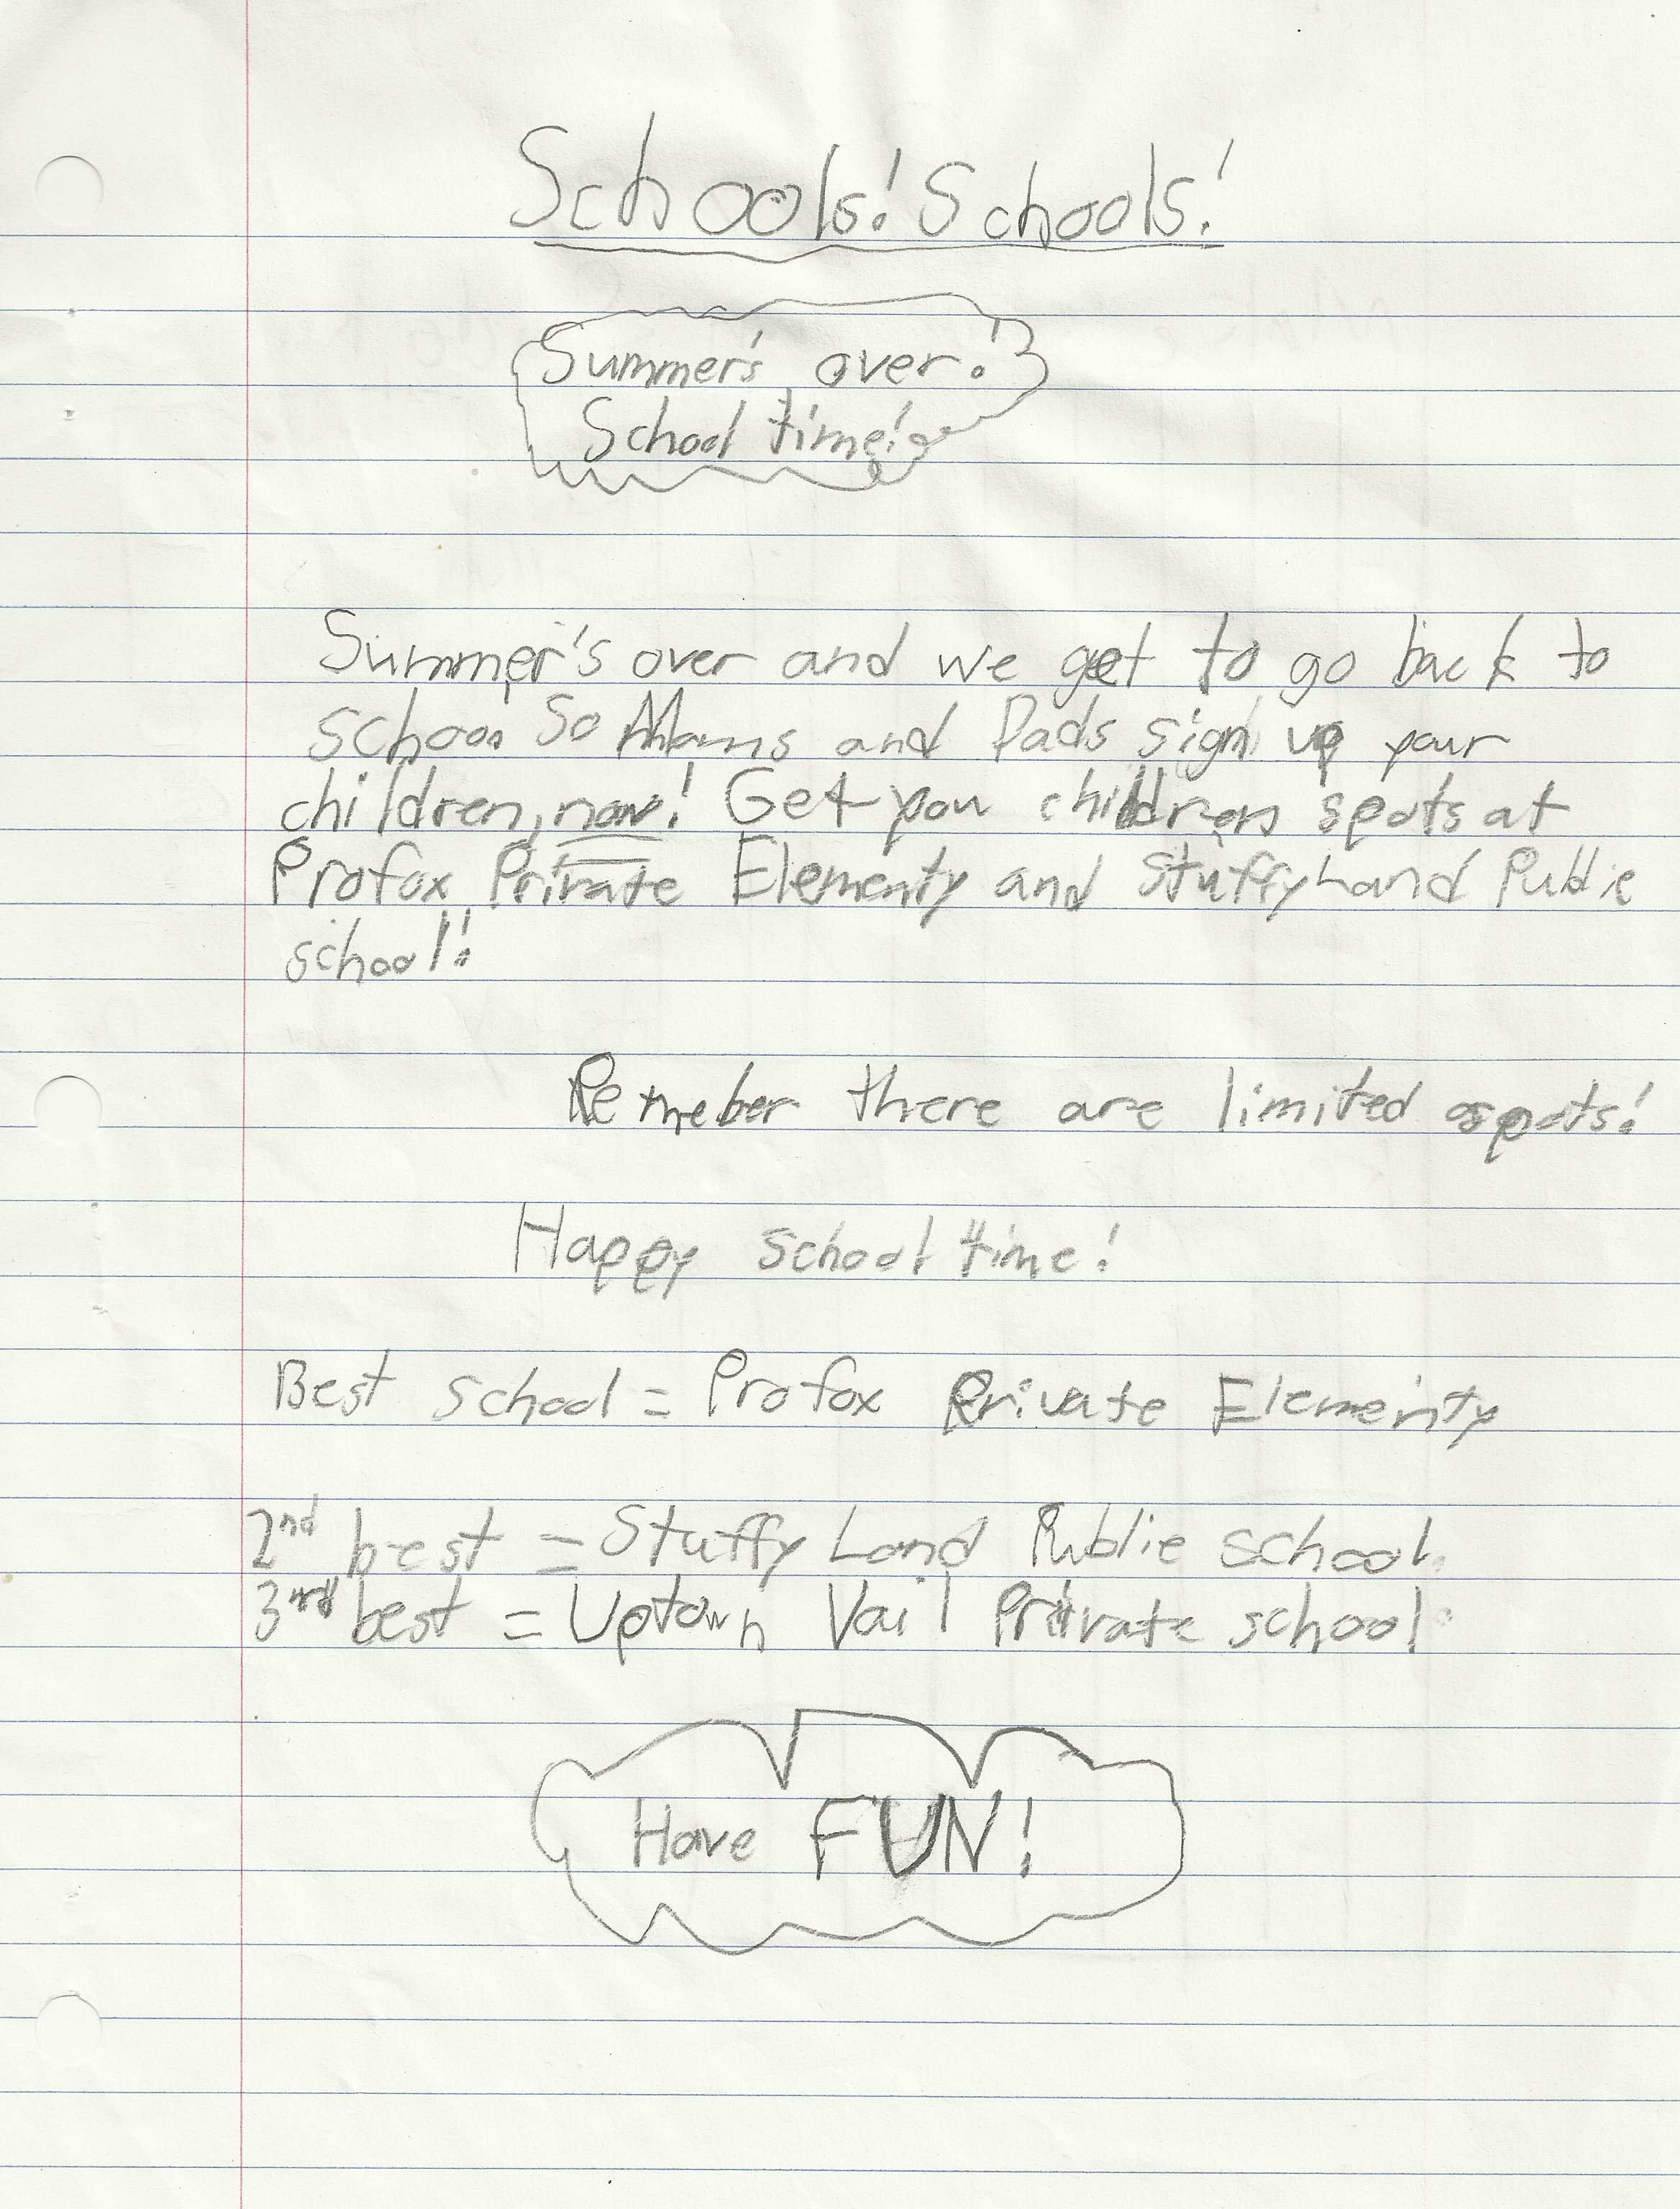 Schools! Schools!
Summer's over!
School time!
Summer's over and we get to go back to
school So Moms and Dads sign up your
children, now! Get you children spots at
Profox Private Elementy and Stuffy Land Public
school!!
Remeber there are limited spots!
Happy school time!
Best school = Profox Private Elementy
2nd best = Stuffy Land Public school.
3rd best = Uptown Vail Private school.
Have FUN!